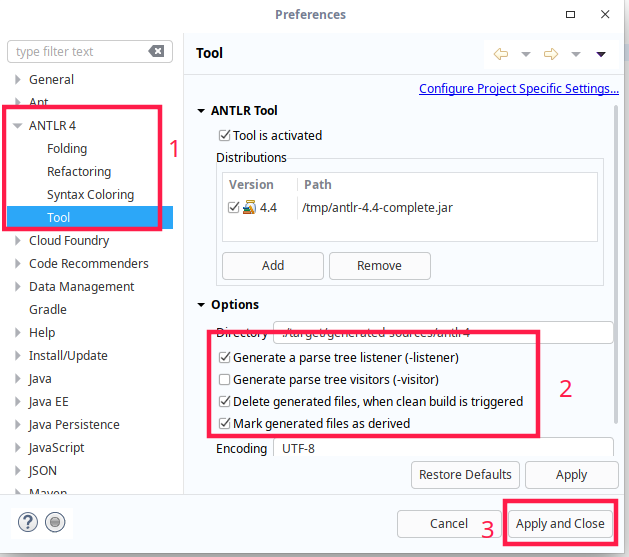 Preferences
type filter text
General
Ant
ANTLR 4
Folding
Refactoring
Syntax Coloring
Tool
Cloud Foundry
Code Recommenders
Data Management
Gradle
Help
Install/Update
Java
Java EE
Java Persistence
JavaScript
JSON
Maven
1
Tool
Configure Project Specific Settings...
ANTLR Tool
Tool is activated
Distributions
Version Path
4.4 /tmp/antlr-4.4-complete.jar
Add Remove
Options
Directory ./target/generated-sources/antlr4
Generate a parse tree listener (-listener)
Generate parse tree visitors (-visitor)
Delete generated files, when clean build is triggered
Mark generated files as derived
2
Encoding UTF-8
Restore Defaults Apply
Cancel 3 Apply and Close